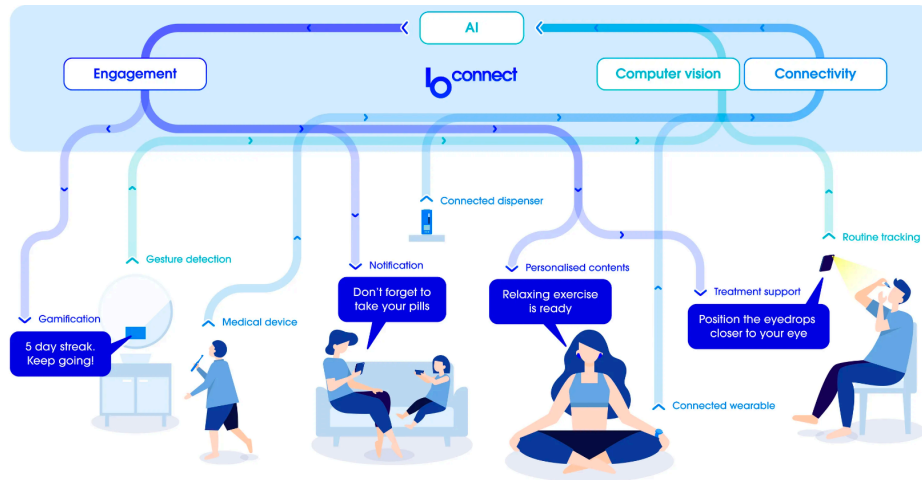 AI
Engagement
connect
Computer vision
Connectivity
Connected dispenser
Routine tracking
Gesture detection
Notification
Personalised contents
Don't forget to
take your pills
Relaxing exercise
is ready
Treatment support
Position the eyedrops
closer to your eye
Gamification
5 day streak.
Keep going!
Medical device
Connected wearable